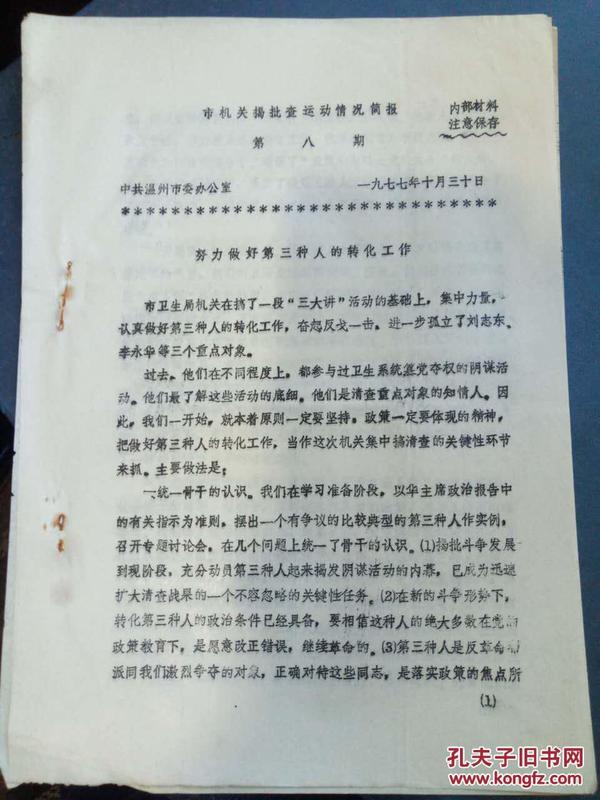 市机关揭批查运动情况简报
内部材料
注意保存
第八期
中共温州市委办公室 一九七七年十月三十日
********************************
努力做好第三种人的转化工作
市卫生局机关在搞了一段“三大讲”活动的基础上，集中力量，
认真做好第三种人的转化工作，奋起反戈一击。进一步孤立了刘志东、
李永华等三个重点对象。
过去，他们在不同程度上，都参与过卫生系统篡党夺权的阴谋活
动。他们最了解这些活动的底细。他们是清查重点对象的知情人。因
此，我们一开始，就本着原则一定要坚持，政策一定要体现的精神，
把做好第三种人的转化工作，当作这次机关集中搞清查的关键性环节
来抓。主要做法是：
一、统一骨干的认识。我们在学习准备阶段，以华主席政治报告中
的有关指示为准则，摆出一个有争议的比较典型的第三种人作实例，
召开专题讨论会，在几个问题上统一了骨干的认识。(1)揭批斗争发展
到现阶段，充分动员第三种人起来揭发阴谋活动的内幕，已成为迅速
扩大清查战果的一个不容忽略的关键性任务。(2)在新的斗争形势下，
转化第三种人的政治条件已经具备，要相信这种人的绝大多数在党的
政策教育下，是愿意改正错误，继续革命的。(3)第三种人是反革命
派同我们激烈争夺的对象，正确对待这些同志，是落实政策的焦点所
(1)
孔夫子旧书网
www.kongfz.com